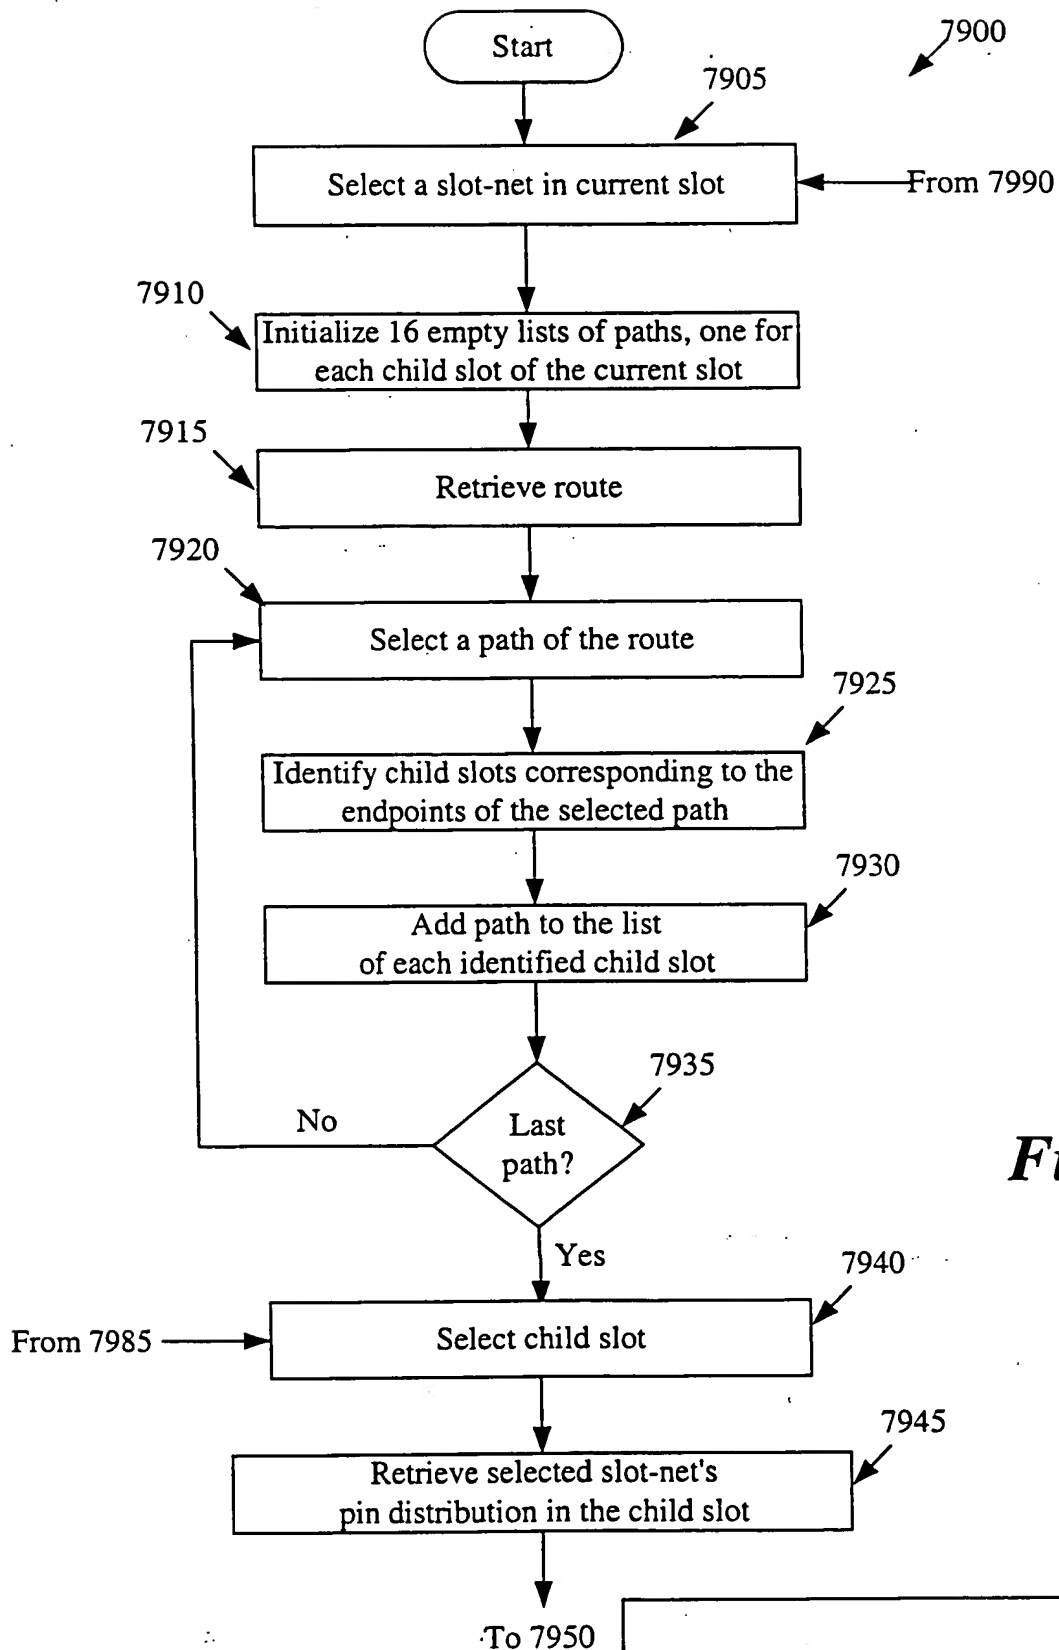 Start
7900
7905
Select a slot-net in current slot
From 7990
7910
Initialize 16 empty lists of paths, one for
each child slot of the current slot
7915
Retrieve route
7920
Select a path of the route
7925
Identify child slots corresponding to the
endpoints of the selected path
7930
Add path to the list
of each identified child slot
7935
Last
path?
No
Yes
7940
From 7985
Select child slot
7945
Retrieve selected slot-net's
pin distribution in the child slot
To 7950